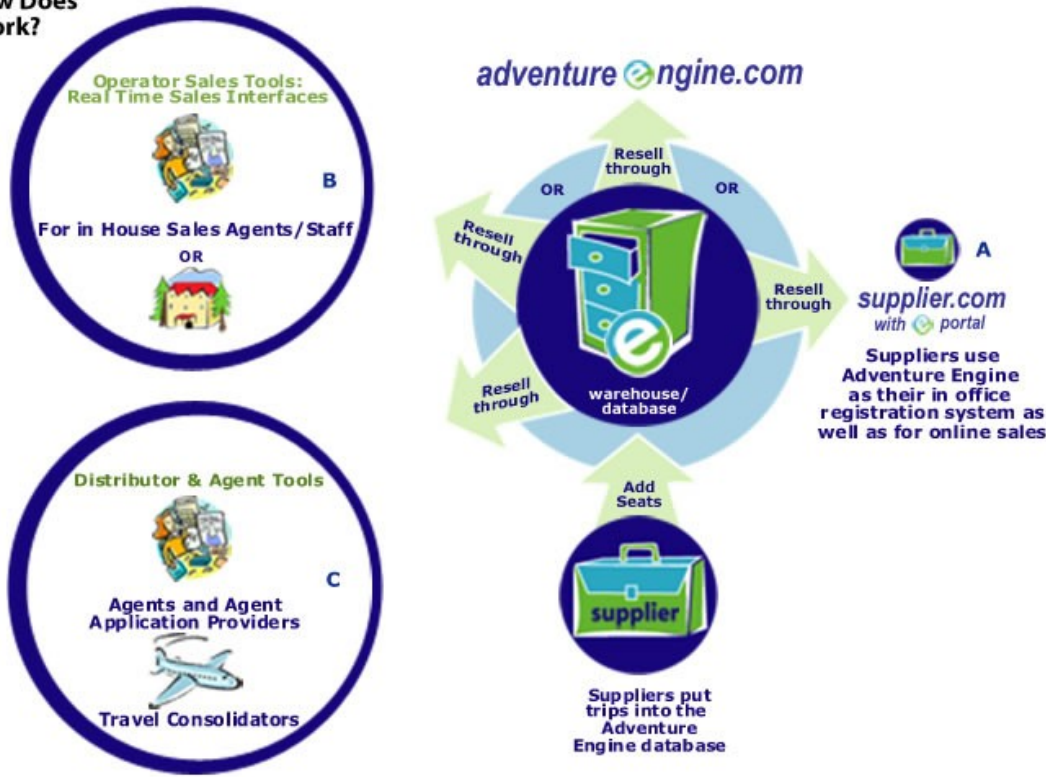 Does
ork?
Operator Sales Tools:
Real Time Sales Interfaces
B
For in House Sales Agents/Staff
OR
Distributor & Agent Tools
C
Agents and Agent
Application Providers
Travel Consolidators
adventure engine.com
Resell
through
OR
OR
Resell
through
Resell
through
Resell
through
warehouse/
database
Add
Seats
supplier
Suppliers put
trips into the
Adventure
Engine database
A
supplier.com
with e portal
Suppliers use
Adventure Engine
as their in office
registration system as
well as for online sales